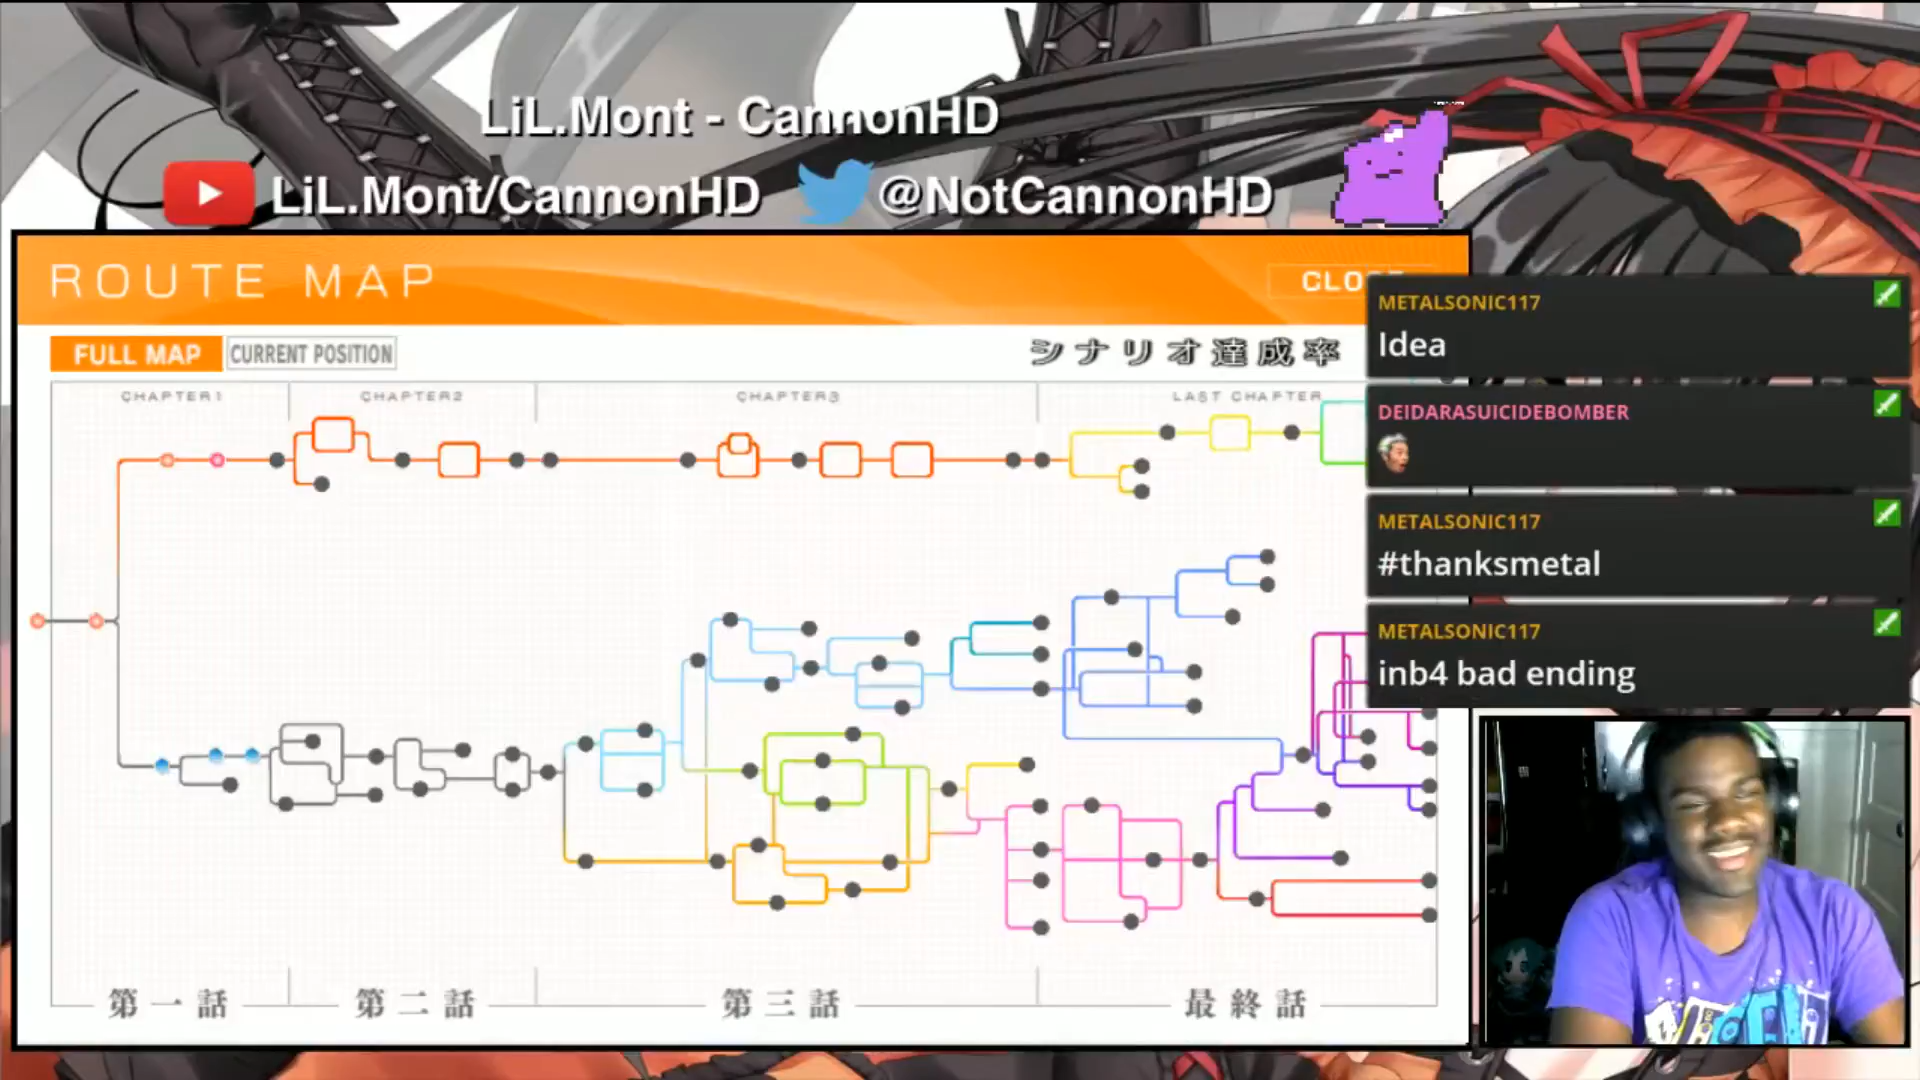 LiL.Mont - CannonHD
LiL.Mont/CannonHD
@NotCannonHD
ROUTE MAP
FULL MAP
CURRENT POSITION
シナリオ達成率
CHAPTER1
CHAPTER2
CHAPTER3
LAST CHAPTER
第一話
第二話
第三話
最終話
METALSONIC117
Idea
DEIDARASUICIDEBOMBER
METALSONIC117
#thanksmetal
METALSONIC117
inb4 bad ending